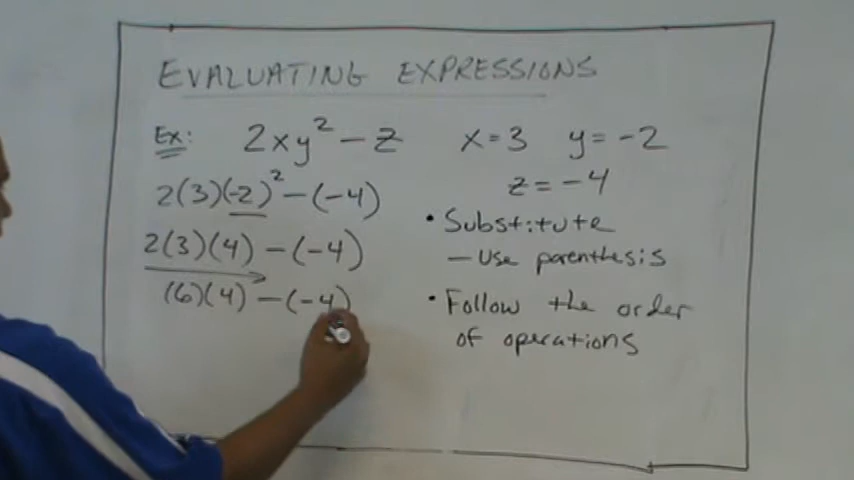 EVALUATING EXPRESSIONS
Ex: 2xy² - z x = 3 y = -2
z = -4
2(3)(-2)² - (-4)
2(3)(4) - (-4)
(6)(4) - (-4)
• Substitute
- Use parenthesis
• Follow the order
of operations